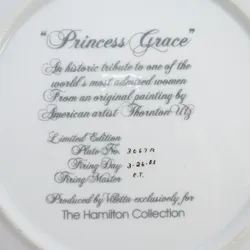 "Princess Grace"
An historic tribute to one of the
world's most admired women
From an original painting by
American artist Thornton Utz
Limited Edition
Plate No.
Firing Day 3-26-83
Firing Master P.T.
Produced by Viletta exclusively for
The Hamilton Collection